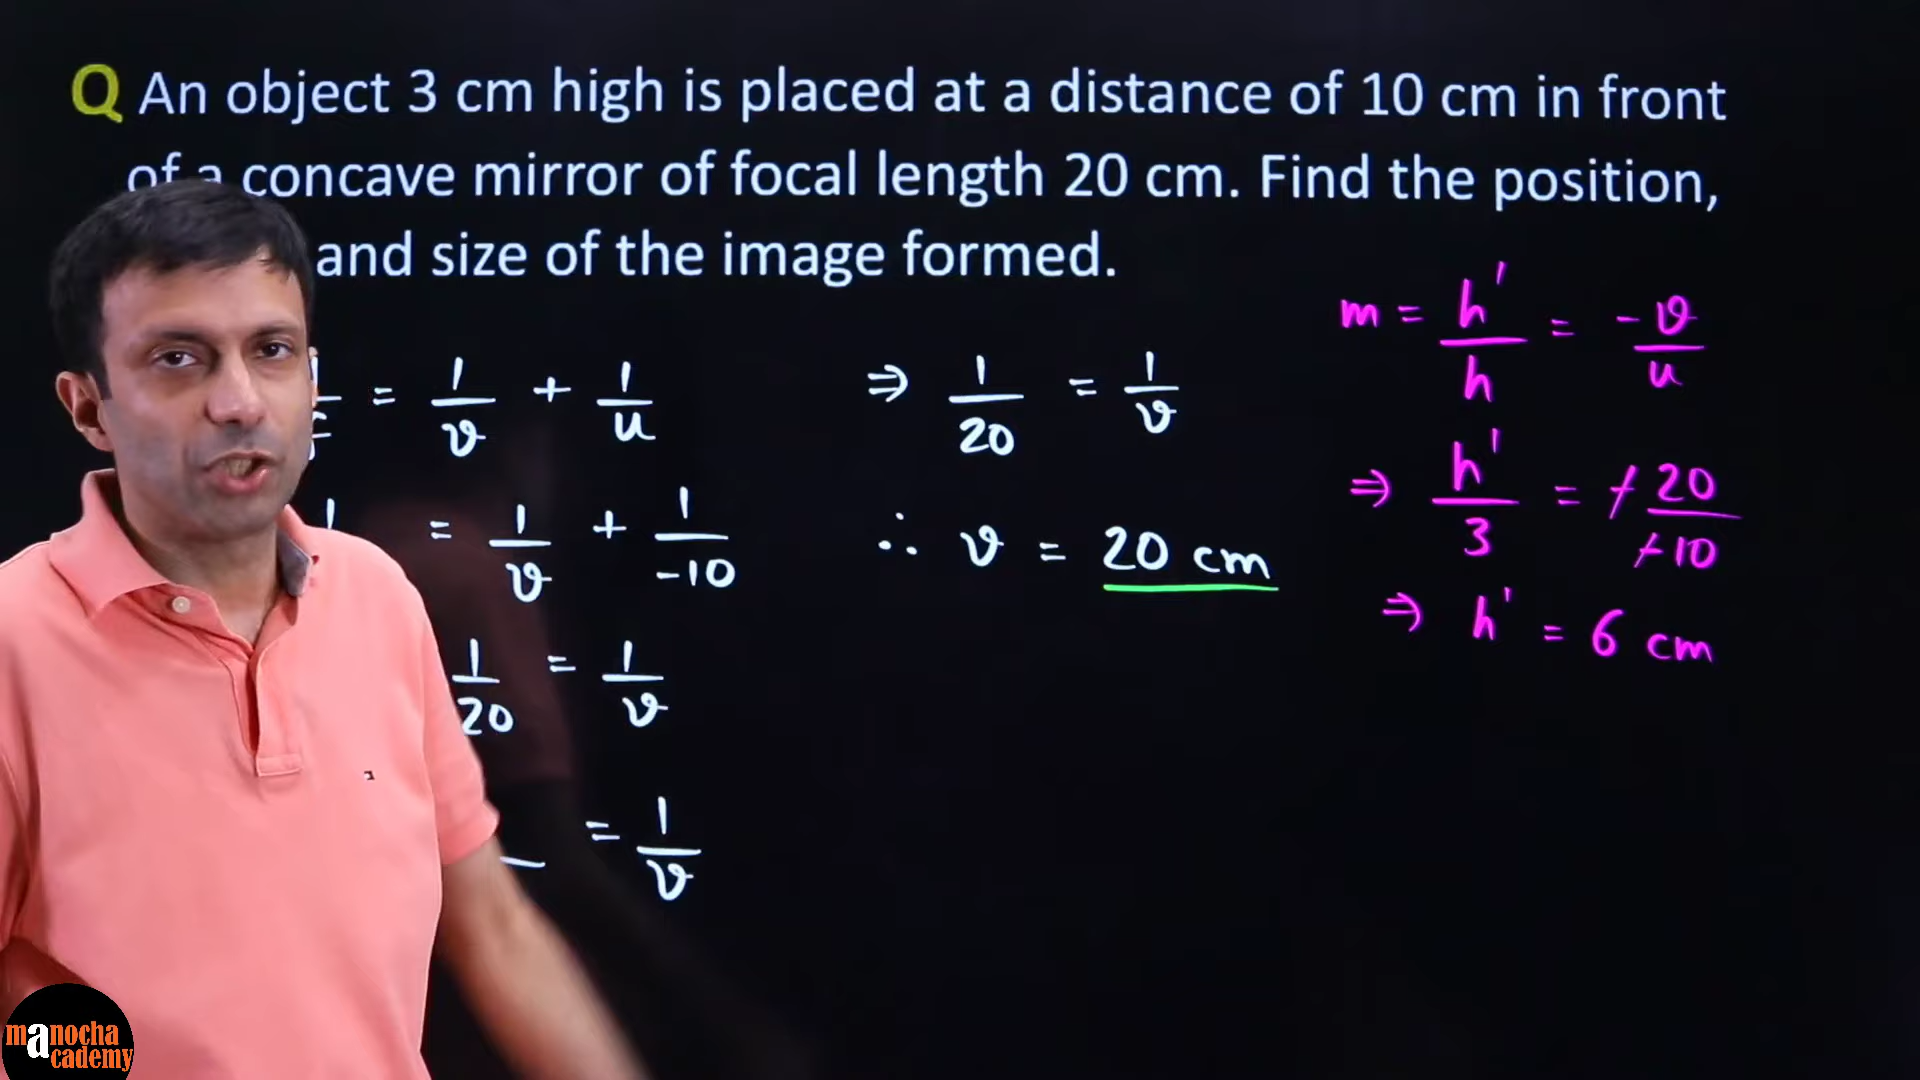 Q An object 3 cm high is placed at a distance of 10 cm in front
of a concave mirror of focal length 20 cm. Find the position,
and size of the image formed.
= 1/v + 1/u
1 = 1/v + 1/-10
1/20 = 1/v
= 1/v
⇒ 1/20 = 1/v
∴ v = 20 cm
m = h'/h = -v/u
⇒ h'/3 = -20/-10
⇒ h' = 6 cm
manocha
academy